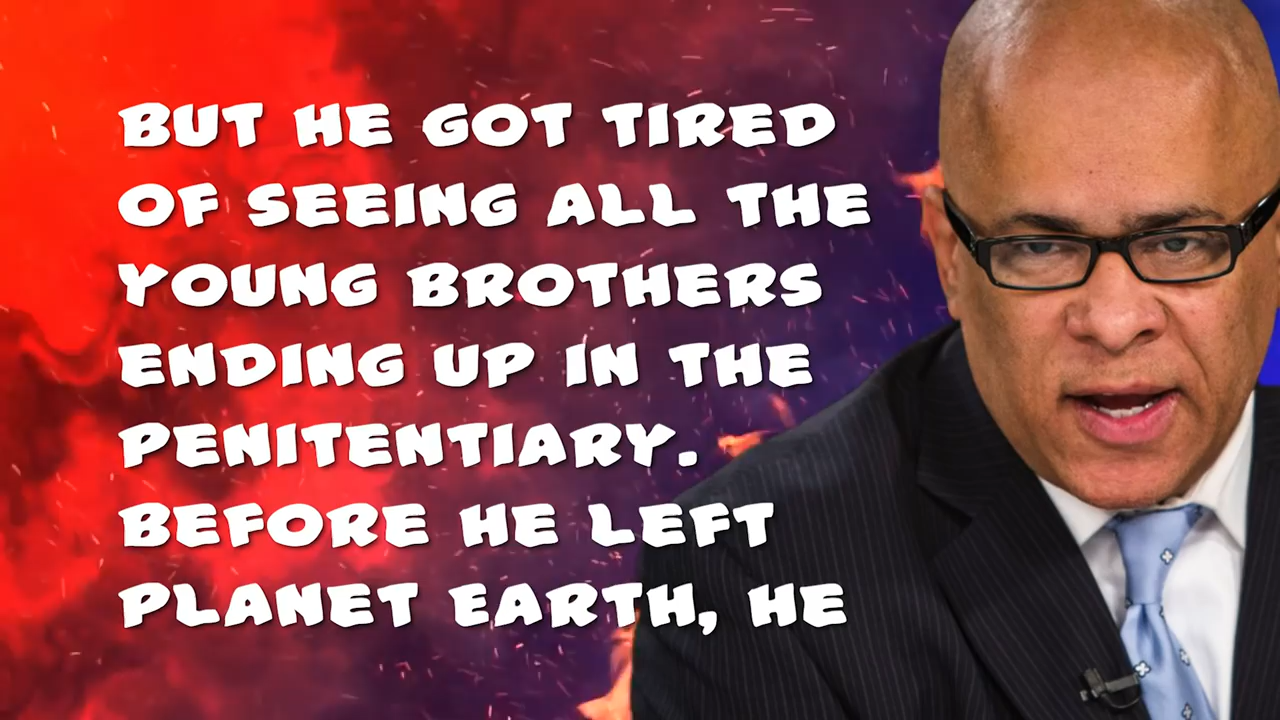 BUT HE GOT TIRED
OF SEEING ALL THE
YOUNG BROTHERS
ENDING UP IN THE
PENITENTIARY.
BEFORE HE LEFT
PLANET EARTH, HE